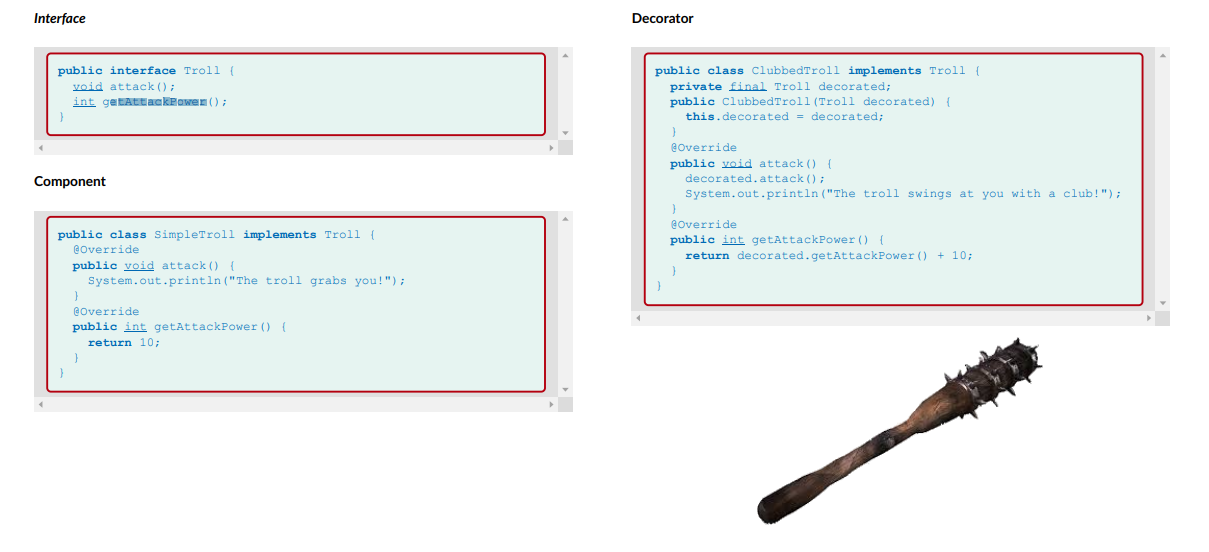 Interface
public interface Troll {
void attack();
int getAttackPower();
}
Component
public class SimpleTroll implements Troll {
@Override
public void attack() {
System.out.println("The troll grabs you!");
}
@Override
public int getAttackPower() {
return 10;
}
}
Decorator
public class ClubbedTroll implements Troll {
private final Troll decorated;
public ClubbedTroll(Troll decorated) {
this.decorated = decorated;
}
@Override
public void attack() {
decorated.attack();
System.out.println("The troll swings at you with a club!");
}
@Override
public int getAttackPower() {
return decorated.getAttackPower() + 10;
}
}